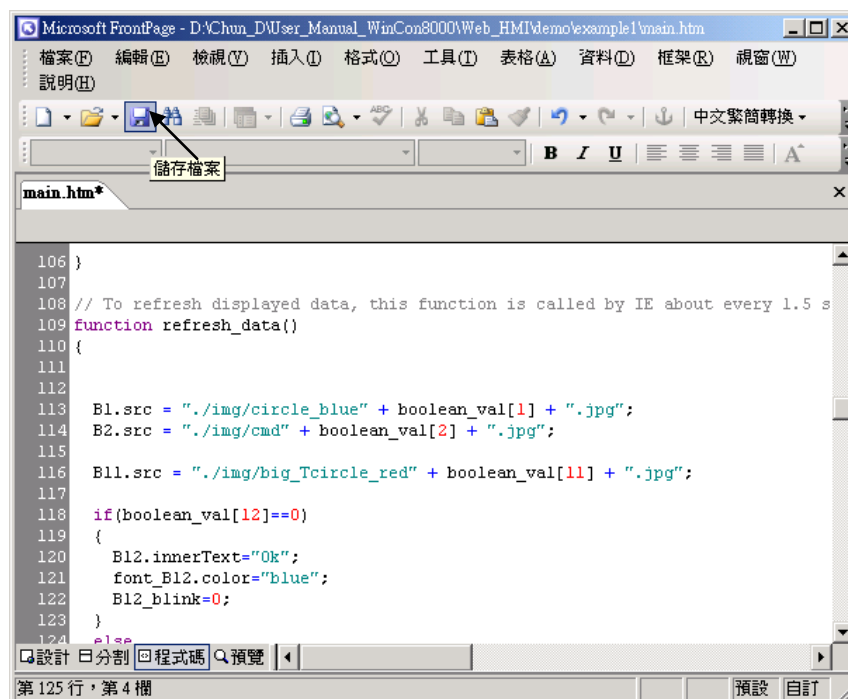 Microsoft FrontPage - D:\Chun_D\User_Manual_WinCon8000\Web_HMI\demo\example1\main.htm
檔案(F) 編輯(E) 檢視(V) 插入(I) 格式(O) 工具(T) 表格(A) 資料(D) 框架(R) 視窗(W)
說明(H)
ABC 中文繁簡轉換
B I U A
儲存檔案
main.htm*
106 }
107
108 // To refresh displayed data, this function is called by IE about every 1.5 s
109 function refresh_data()
110 {
111
112
113 B1.src = "./img/circle_blue" + boolean_val[1] + ".jpg";
114 B2.src = "./img/cmd" + boolean_val[2] + ".jpg";
115
116 B11.src = "./img/big_Tcircle_red" + boolean_val[11] + ".jpg";
117
118 if(boolean_val[12]==0)
119 {
120 B12.innerText="Ok";
121 font_B12.color="blue";
122 B12_blink=0;
123 }
124 else
設計 分割 程式碼 預覽
第 125 行，第 4 欄 預設 自訂